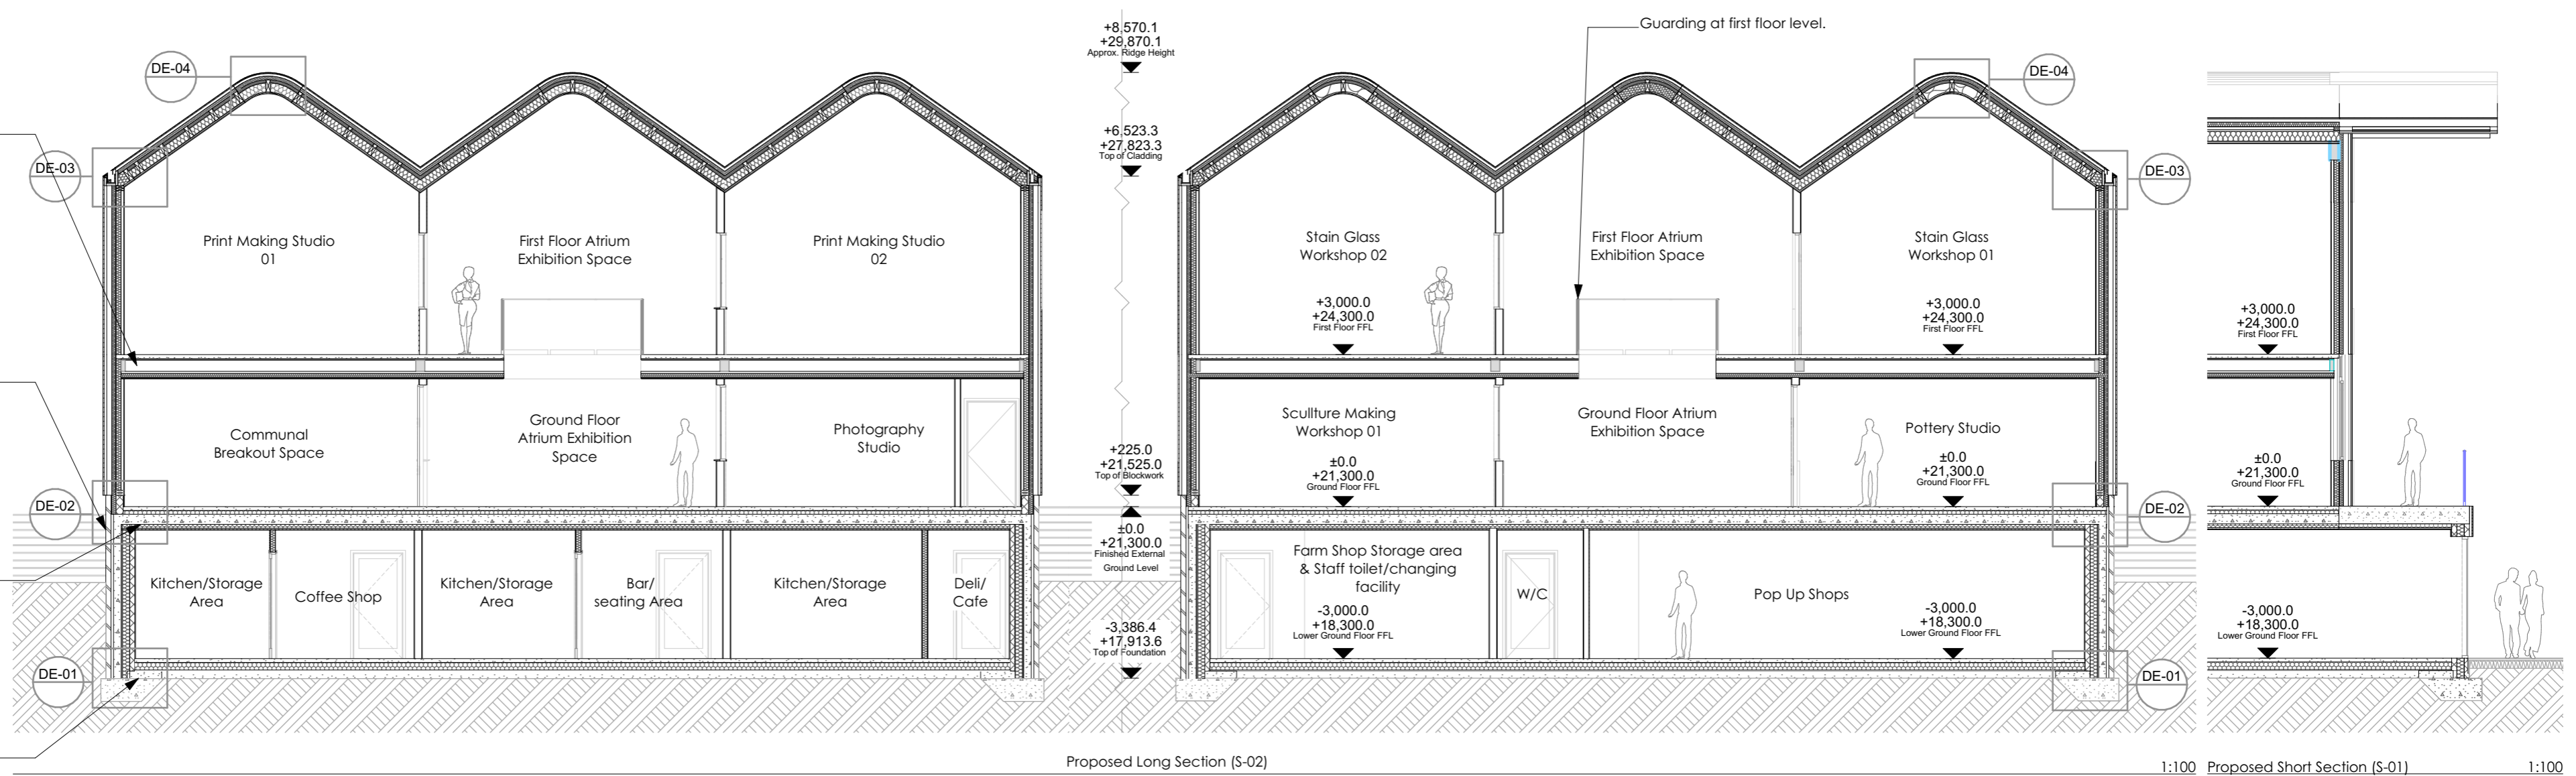 DE-04
DE-03
Print Making Studio
01
First Floor Atrium
Exhibition Space
Print Making Studio
02
Communal
Breakout Space
Ground Floor
Atrium Exhibition
Space
Photography
Studio
DE-02
Kitchen/Storage
Area
Coffee Shop
Kitchen/Storage
Area
Bar/
seating Area
Kitchen/Storage
Area
Deli/
Cafe
DE-01
+8,570.1
+29,870.1
Approx. Ridge Height
+6,523.3
+27,823.3
Top of Cladding
+225.0
+21,525.0
Top of Blockwork
±0.0
+21,300.0
Finished External
Ground Level
-3,386.4
+17,913.6
Top of Foundation
Guarding at first floor level.
DE-04
DE-03
Stain Glass
Workshop 02
+3,000.0
+24,300.0
First Floor FFL
First Floor Atrium
Exhibition Space
Stain Glass
Workshop 01
+3,000.0
+24,300.0
First Floor FFL
Scullture Making
Workshop 01
±0.0
+21,300.0
Ground Floor FFL
Ground Floor Atrium
Exhibition Space
Pottery Studio
±0.0
+21,300.0
Ground Floor FFL
DE-02
Farm Shop Storage area
& Staff toilet/changing
facility
-3,000.0
+18,300.0
Lower Ground Floor FFL
W/C
Pop Up Shops
-3,000.0
+18,300.0
Lower Ground Floor FFL
DE-01
+3,000.0
+24,300.0
First Floor FFL
±0.0
+21,300.0
Ground Floor FFL
-3,000.0
+18,300.0
Lower Ground Floor FFL
Proposed Long Section (S-02)
1:100
Proposed Short Section (S-01)
1:100